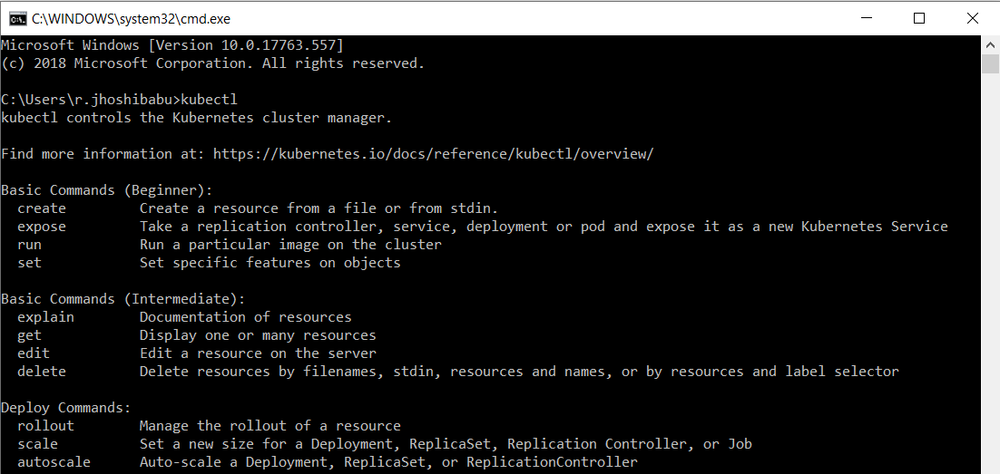 C:\WINDOWS\system32\cmd.exe
Microsoft Windows [Version 10.0.17763.557]
(c) 2018 Microsoft Corporation. All rights reserved.
C:\Users\r.jhoshibabu>kubectl
kubectl controls the Kubernetes cluster manager.
Find more information at: https://kubernetes.io/docs/reference/kubectl/overview/
Basic Commands (Beginner):
  create         Create a resource from a file or from stdin.
  expose         Take a replication controller, service, deployment or pod and expose it as a new Kubernetes Service
  run            Run a particular image on the cluster
  set            Set specific features on objects
Basic Commands (Intermediate):
  explain        Documentation of resources
  get            Display one or many resources
  edit           Edit a resource on the server
  delete         Delete resources by filenames, stdin, resources and names, or by resources and label selector
Deploy Commands:
  rollout        Manage the rollout of a resource
  scale          Set a new size for a Deployment, ReplicaSet, Replication Controller, or Job
  autoscale      Auto-scale a Deployment, ReplicaSet, or ReplicationController